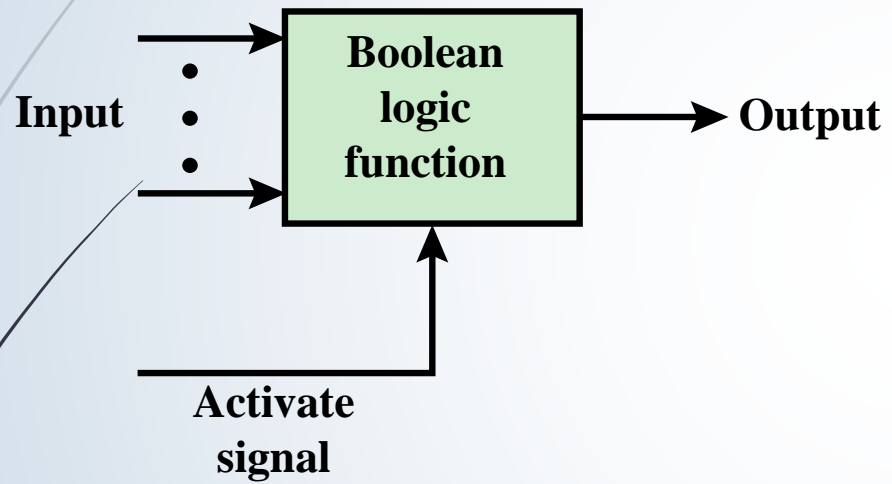 Input
Boolean
logic
function
Output
Activate
signal